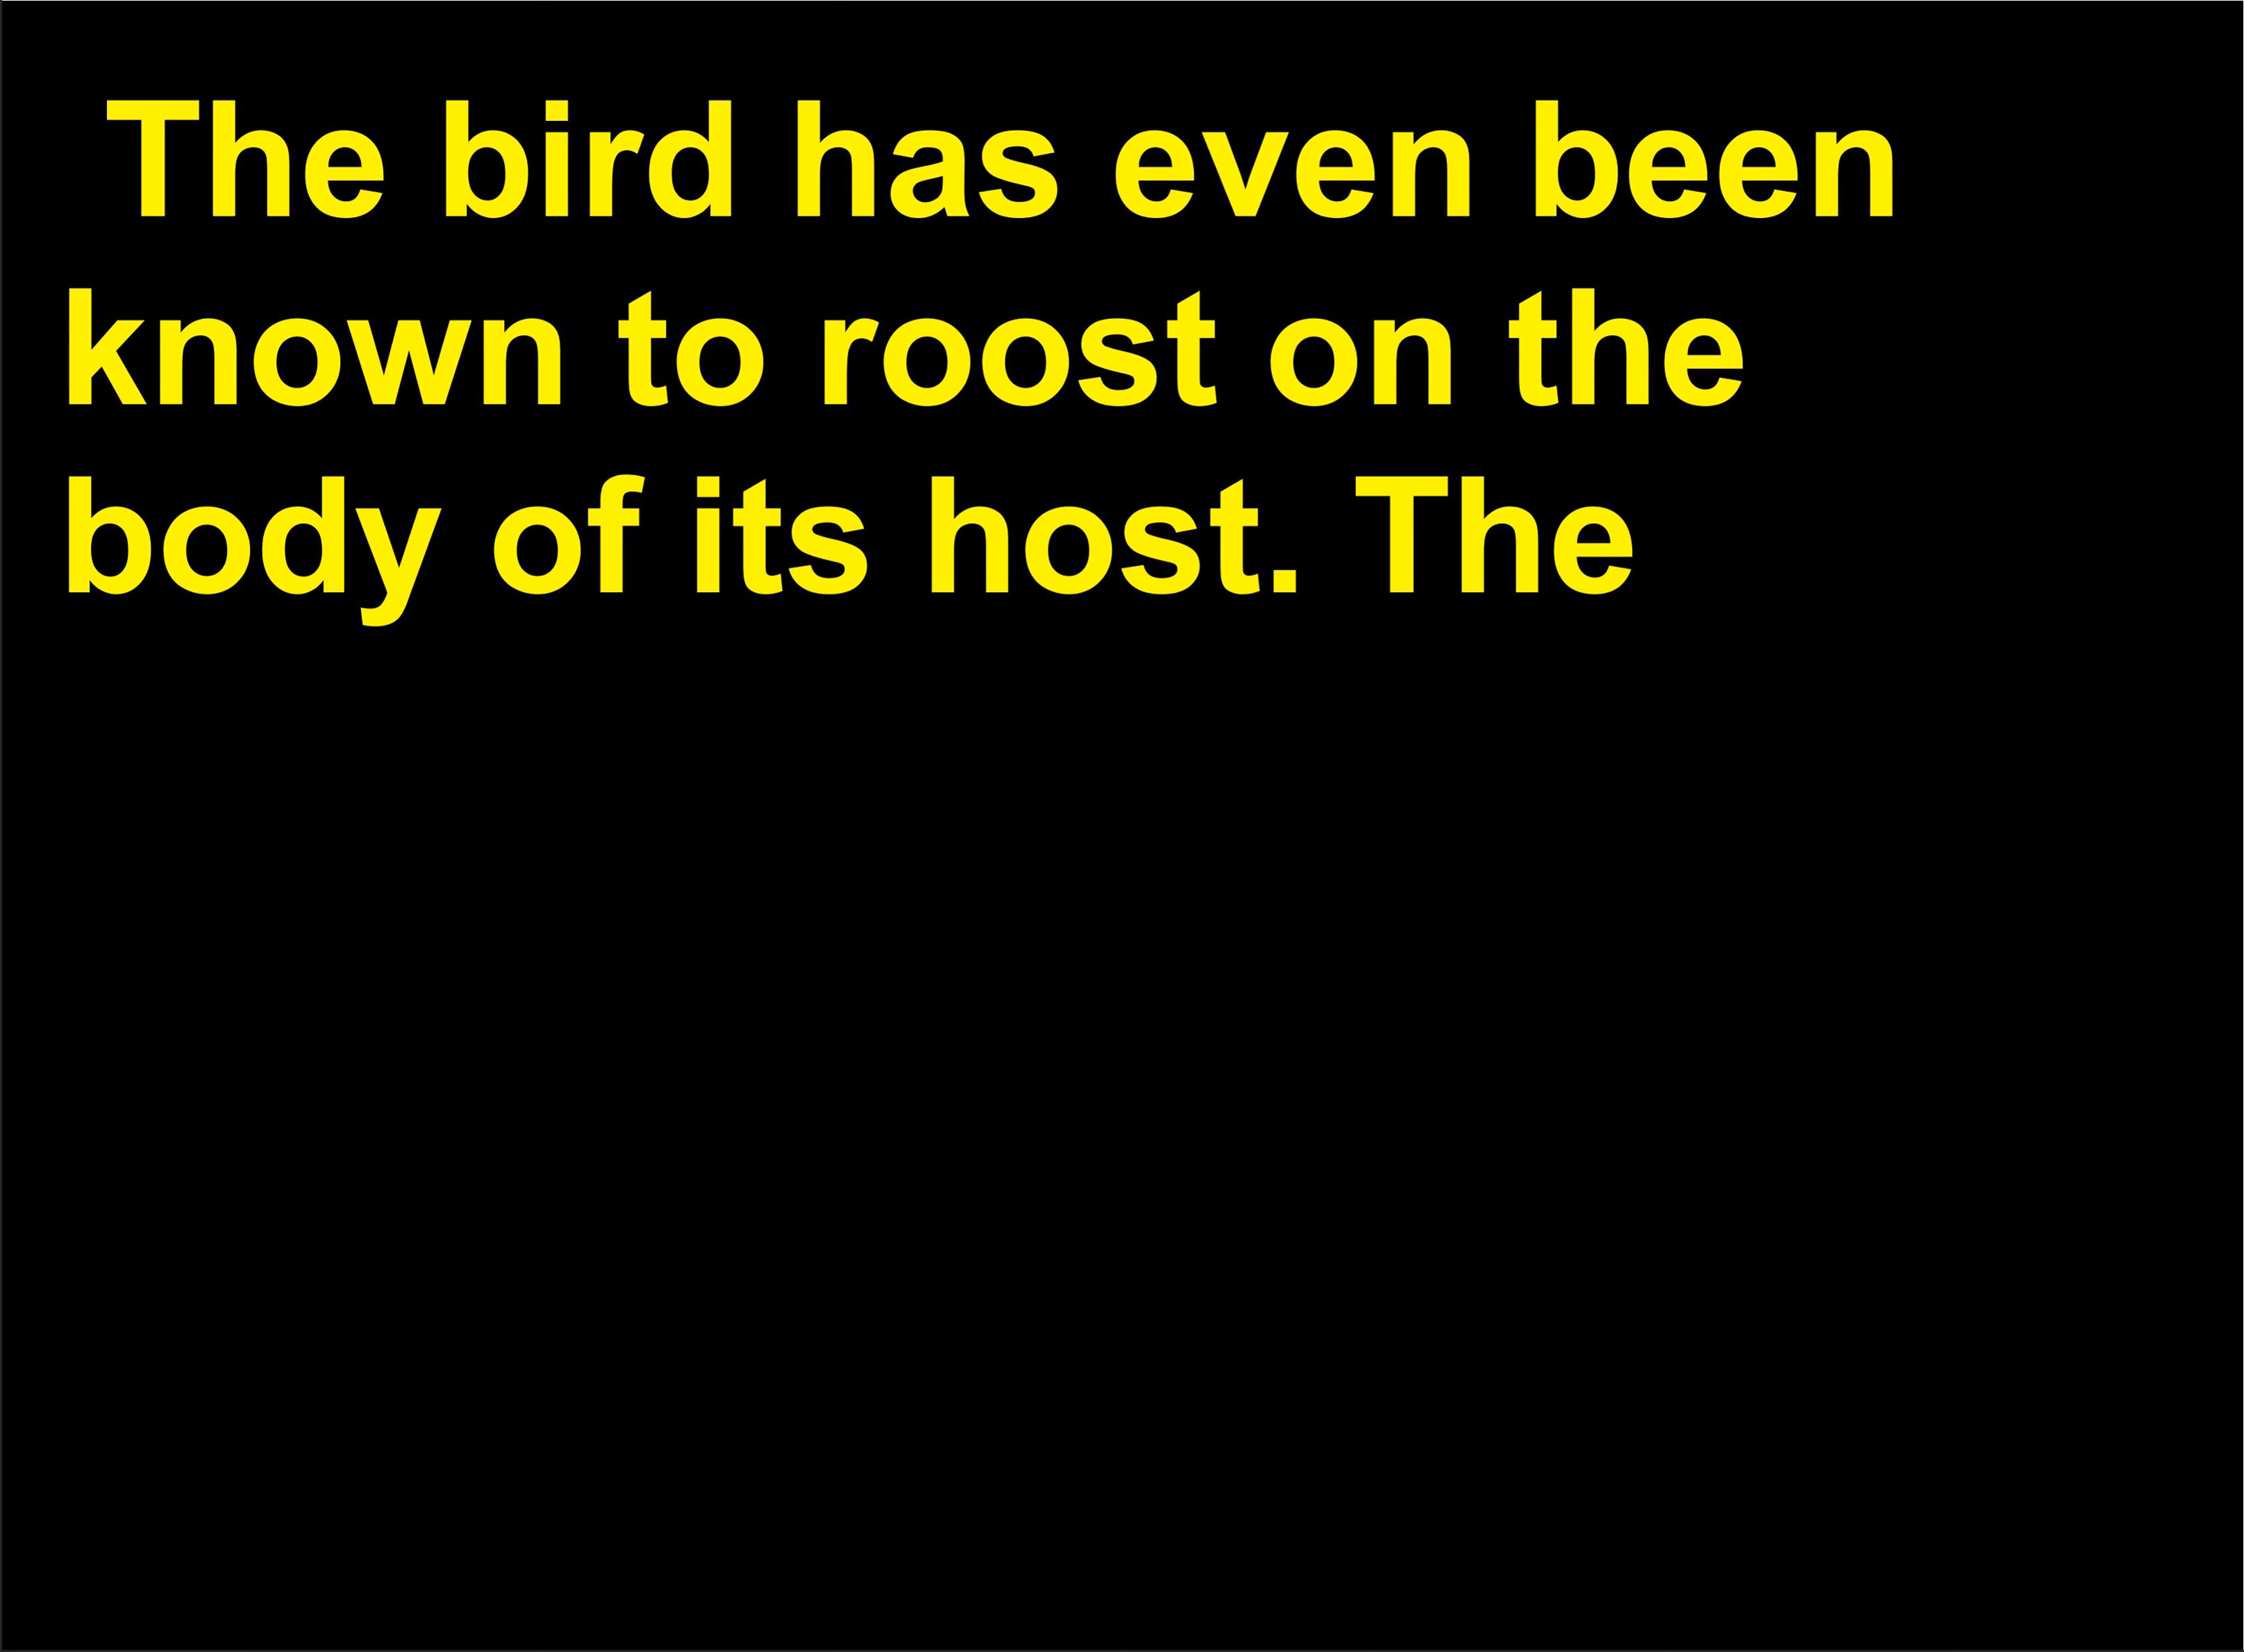 The bird has even been
known to roost on the
body of its host. The